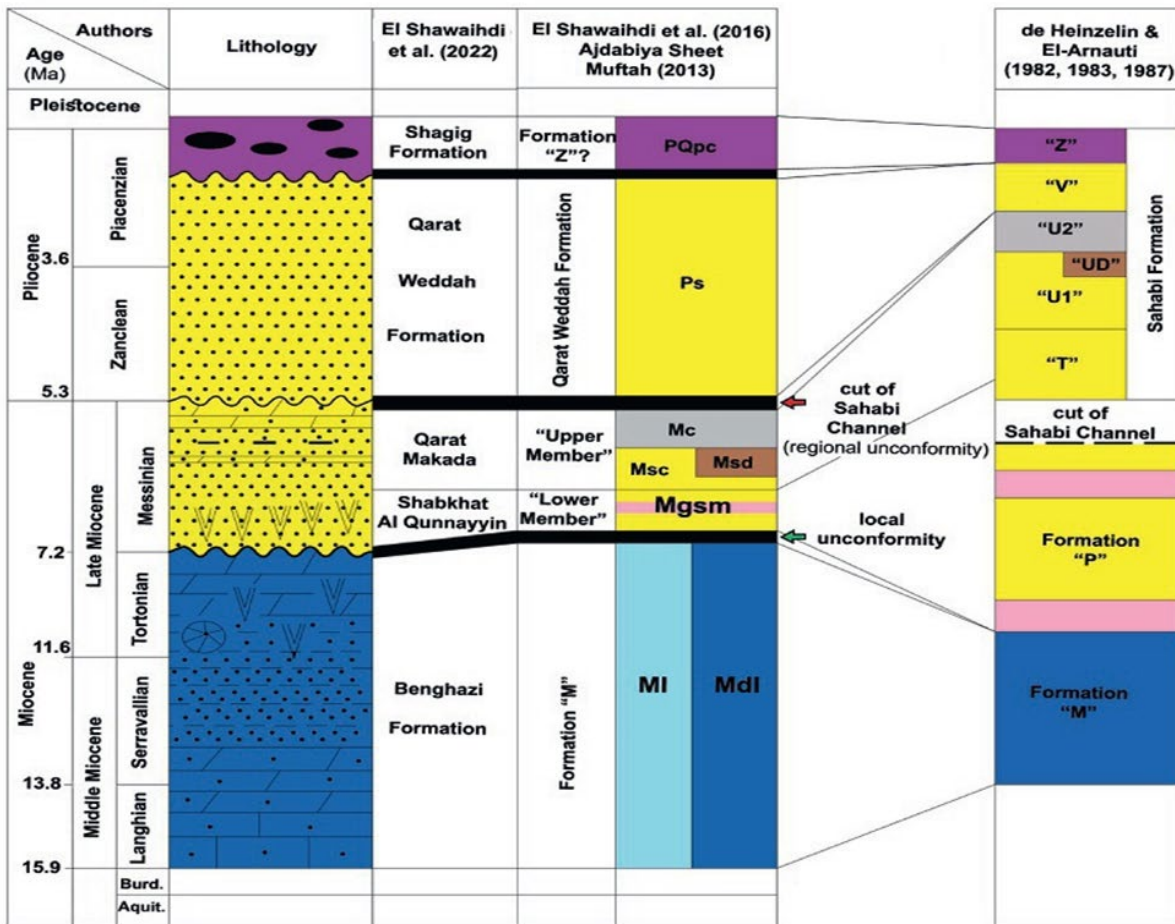 Authors
Age
(Ma)
Lithology
El Shawaihdi
et al. (2022)
El Shawaihdi et al. (2016)
Ajdabiya Sheet
Muftah (2013)
de Heinzelin &
El-Arnauti
(1982, 1983, 1987)
Pleistocene
Pliocene
Piacenzian
3.6
Zanclean
5.3
Miocene
Late Miocene
Messinian
7.2
Tortonian
11.6
Middle Miocene
Serravallian
13.8
Langhian
15.9
Burd.
Aquit.
Shagig
Formation
Qarat
Weddah
Formation
Qarat
Makada
Shabkhat
Al Qunnayyin
Benghazi
Formation
Formation
"Z"?
Qarat Weddah Formation
"Upper
Member"
"Lower
Member"
Formation "M"
PQpc
Ps
Mc
Msc
Msd
Mgsm
Ml
Mdl
cut of
Sahabi
Channel
(regional unconformity)
local
unconformity
"Z"
"V"
"U2"
"UD"
"U1"
"T"
Sahabi Formation
cut of
Sahabi Channel
Formation
"P"
Formation
"M"